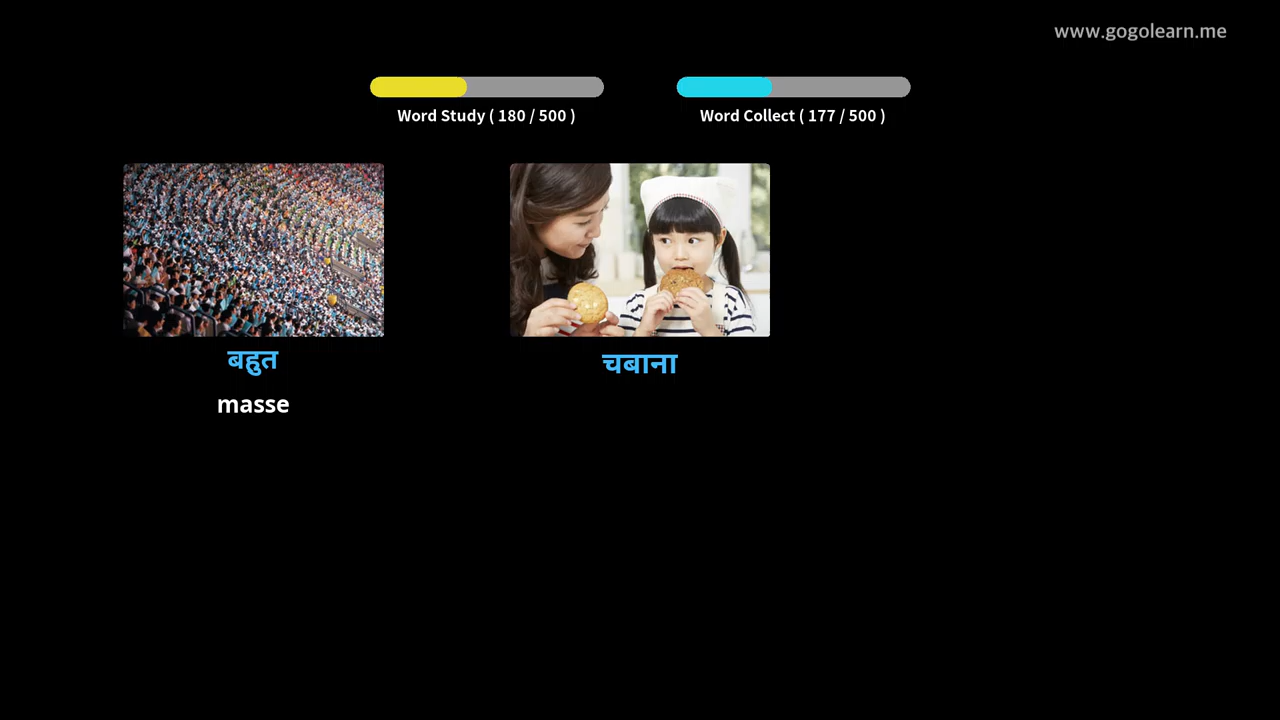 www.gogolearn.me
Word Study ( 180 / 500 )
Word Collect ( 177 / 500 )
बहुत
masse
चबाना